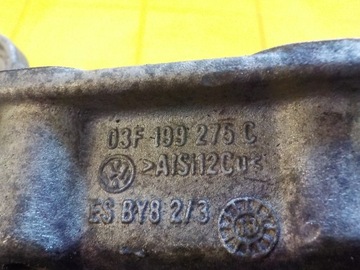 03F 199 275 C
>AlSi12Cu<
ES BY8 2/3